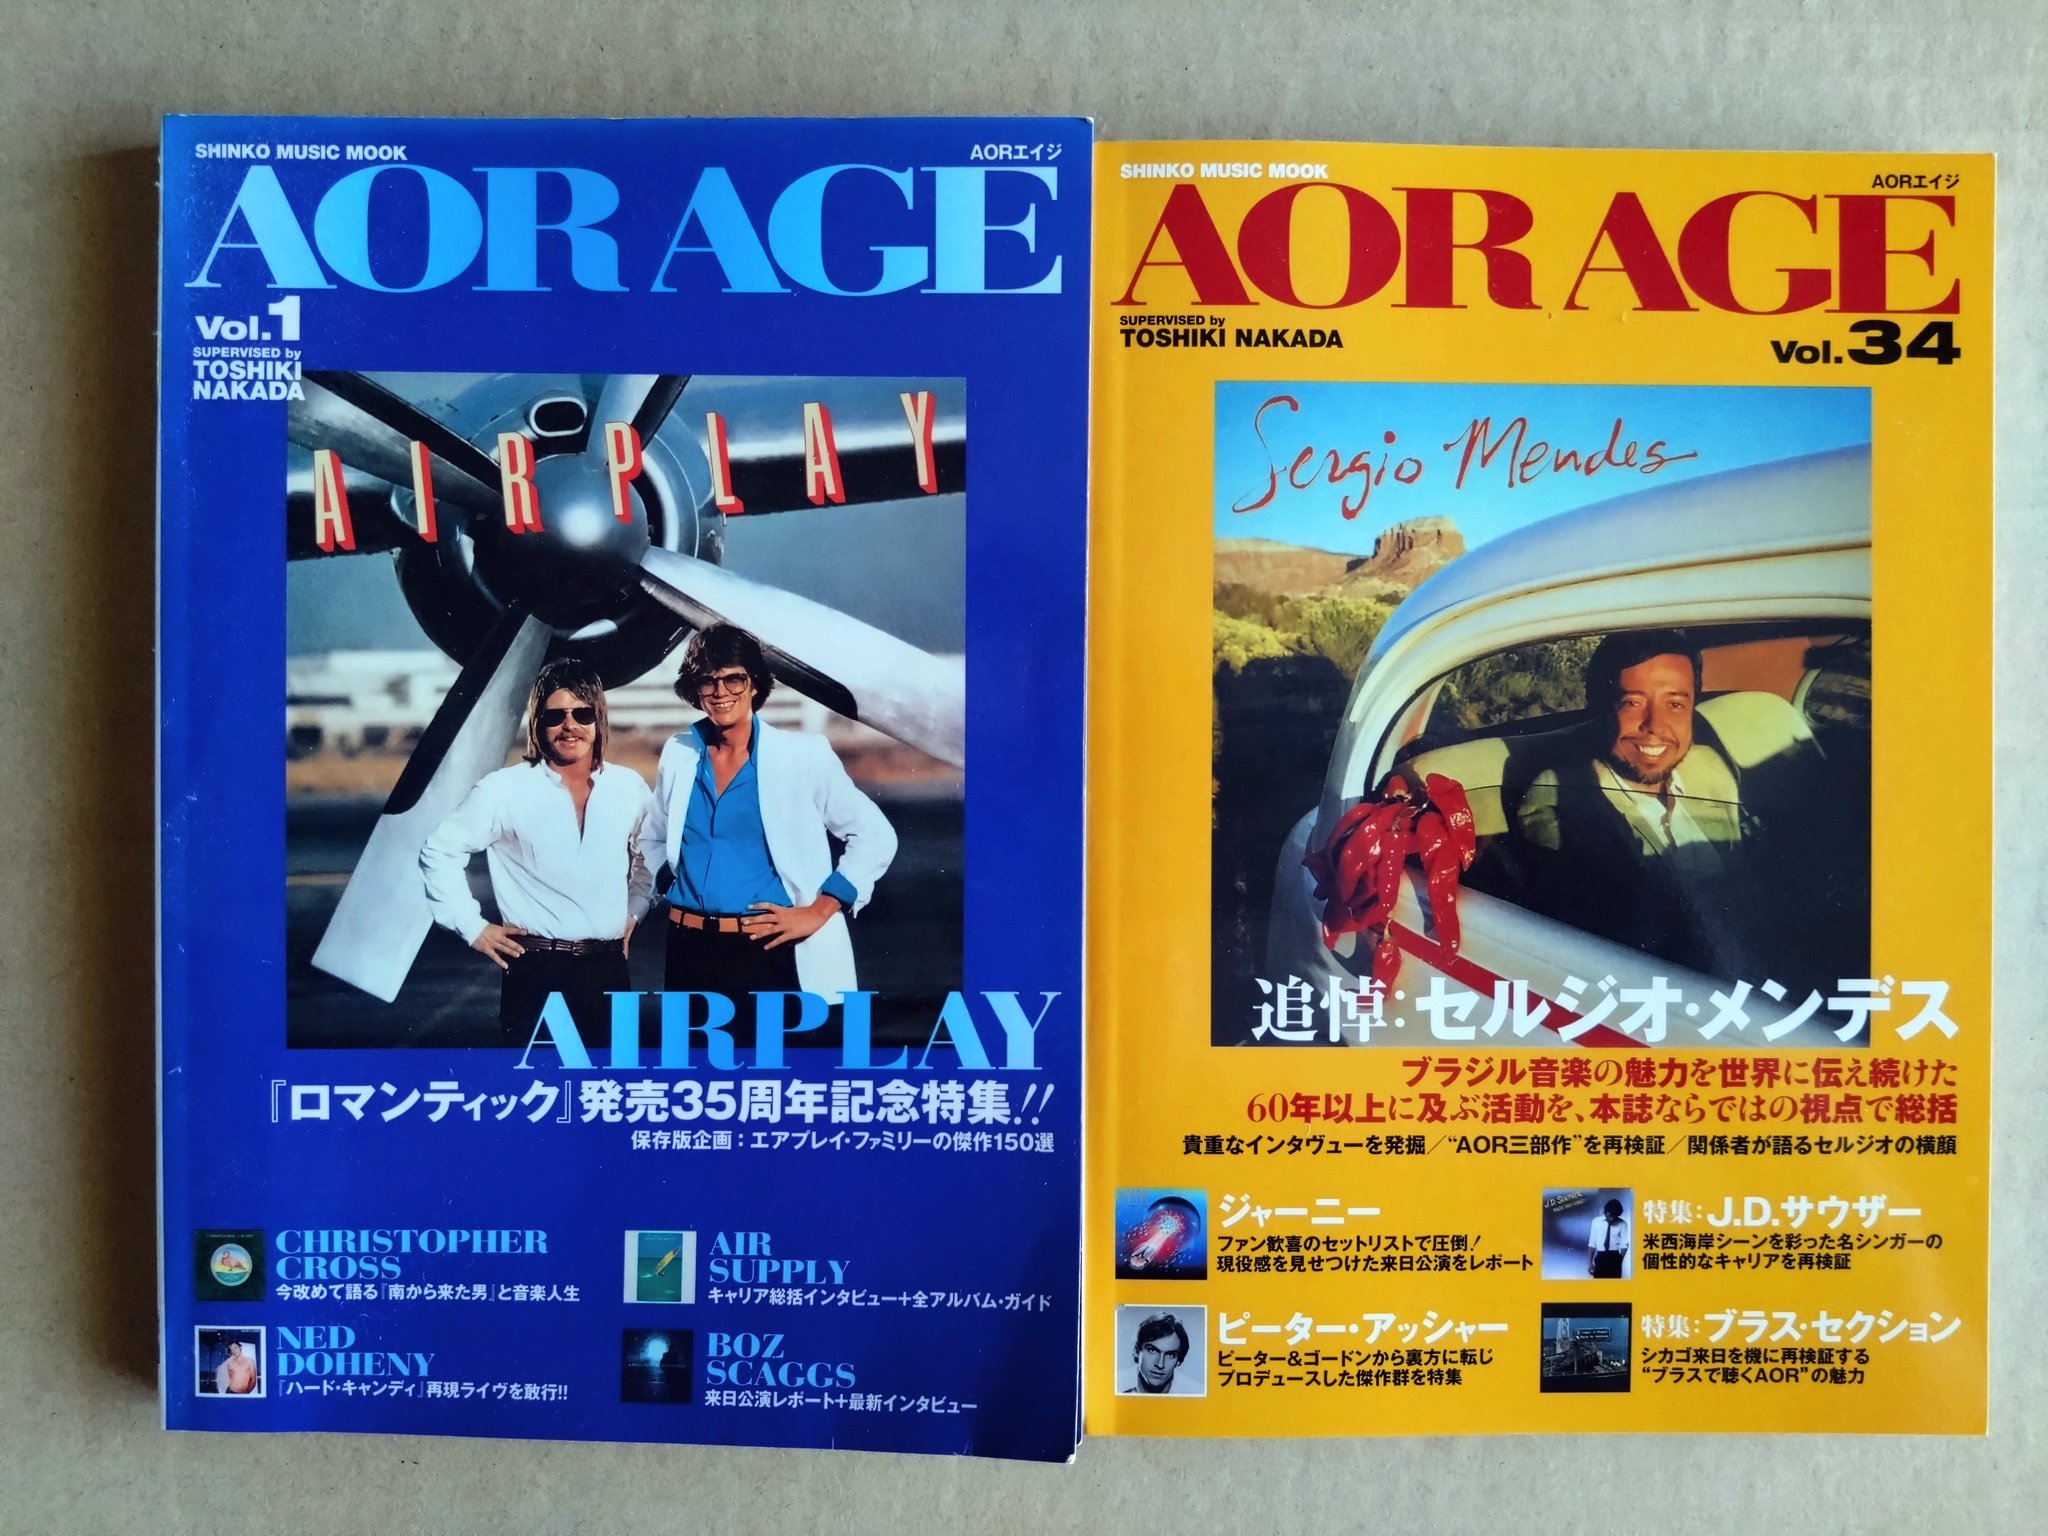 SHINKO MUSIC MOOK
AORエイジ
AOR AGE
Vol.1
SUPERVISED by
TOSHIKI
NAKADA
AIRPLAY
AIRPLAY
『ロマンティック』発売35周年記念特集!!
保存版企画：エアプレイ・ファミリーの傑作150選
CHRISTOPHER
CROSS
今改めて語る『南から来た男』と音楽人生
AIR
SUPPLY
キャリア総括インタビュー+全アルバム・ガイド
NED
DOHENY
『ハード・キャンディ』再現ライヴを敢行!!
BOZ
SCAGGS
来日公演レポート+最新インタビュー
SHINKO MUSIC MOOK
AORエイジ
AOR AGE
SUPERVISED by
TOSHIKI NAKADA
Vol.34
Sergio Mendes
追悼：セルジオ・メンデス
ブラジル音楽の魅力を世界に伝え続けた
60年以上に及ぶ活動を、本誌ならではの視点で総括
貴重なインタヴューを発掘／“AOR三部作”を再検証／関係者が語るセルジオの横顔
ジャーニー
ファン歓喜のセットリストで圧倒！
現役感を見せつけた来日公演をレポート
J.D. SOUTHER
特集：J.D.サウザー
米西海岸シーンを彩った名シンガーの
個性的なキャリアを再検証
ピーター・アッシャー
ピーター&ゴードンから裏方に転じ
プロデュースした傑作群を特集
特集：ブラス・セクション
シカゴ来日を機に再検証する
“ブラスで聴くAOR”の魅力